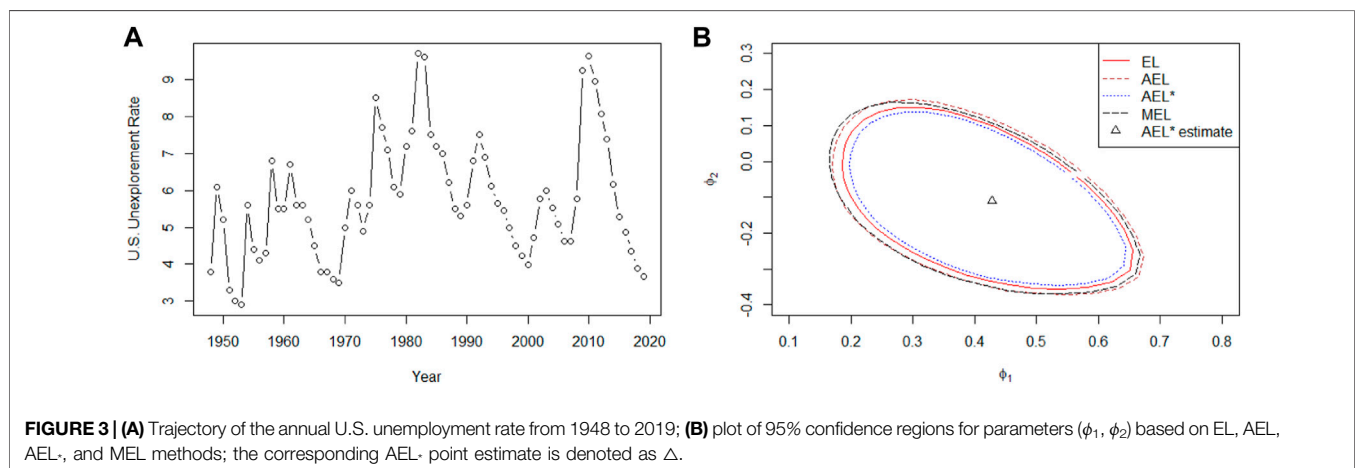 A
U.S. Unexplorement Rate
9
8
7
6
5
4
3
1950 1960 1970 1980 1990 2000 2010 2020
Year
B
ϕ2
0.3
0.2
0.1
0.0
-0.2
-0.4
0.1 0.2 0.3 0.4 0.5 0.6 0.7 0.8
ϕ1
EL
AEL
AEL*
MEL
AEL* estimate
FIGURE 3 | (A) Trajectory of the annual U.S. unemployment rate from 1948 to 2019; (B) plot of 95% confidence regions for parameters (ϕ1, ϕ2) based on EL, AEL,
AEL*, and MEL methods; the corresponding AEL* point estimate is denoted as △.